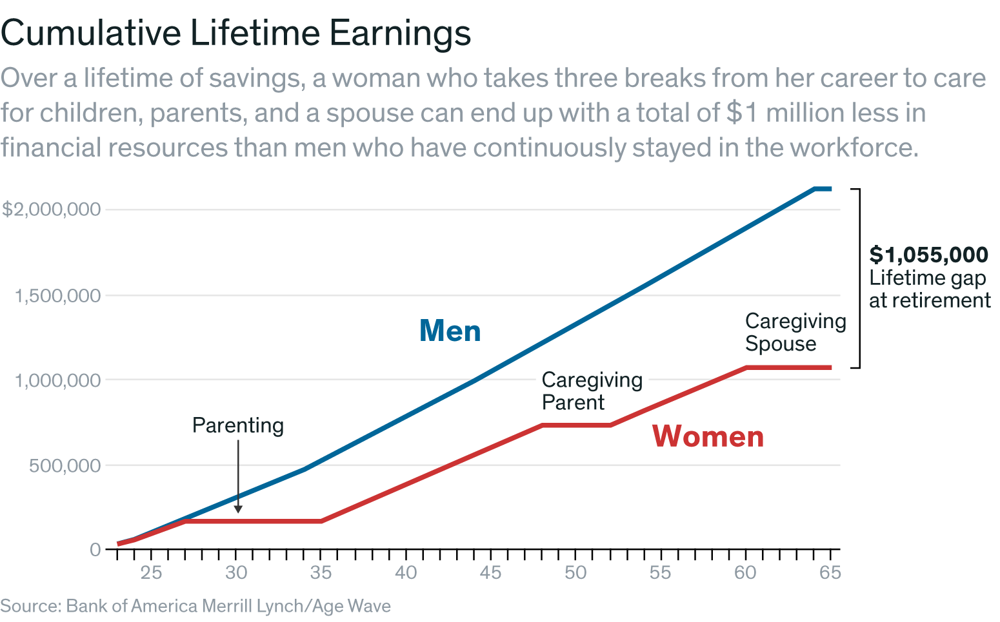 Cumulative Lifetime Earnings
Over a lifetime of savings, a woman who takes three breaks from her career to care
for children, parents, and a spouse can end up with a total of $1 million less in
financial resources than men who have continuously stayed in the workforce.
$2,000,000
1,500,000
1,000,000
500,000
0
Men
Parenting
Caregiving
Parent
Women
Caregiving
Spouse
$1,055,000
Lifetime gap
at retirement
25 30 35 40 45 50 55 60 65
Source: Bank of America Merrill Lynch/Age Wave